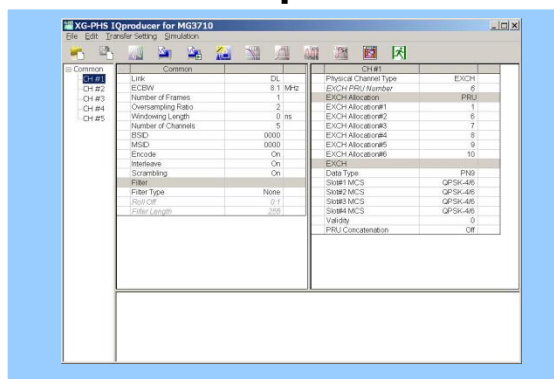 XG-PHS IQproducer for MG3710
File Edit Transfer Setting Simulation
Common
CH #1
CH #2
CH #3
CH #4
CH #5
Common
Link DL
ECBW 8.1 MHz
Number of Frames 1
Oversampling Ratio 2
Windowing Length 0 ns
Number of Channels 5
BSID 0000
MSID 0000
Encode On
Interleave On
Scrambling On
Filter
Filter Type None
Roll Off 0.1
Filter Length 255
CH #1
Physical Channel Type EXCH
EXCH PRU Number 6
EXCH Allocation PRU
EXCH Allocation#1 1
EXCH Allocation#2 6
EXCH Allocation#3 7
EXCH Allocation#4 8
EXCH Allocation#5 9
EXCH Allocation#6 10
EXCH
Data Type PN9
Slot#1 MCS QPSK-4/6
Slot#2 MCS QPSK-4/6
Slot#3 MCS QPSK-4/6
Slot#4 MCS QPSK-4/6
Validity 0
PRU Concatenation Off